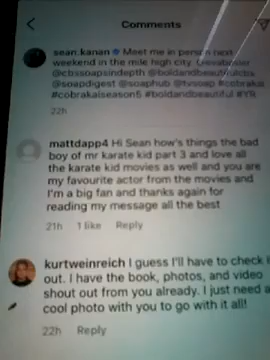 Comments
sean.kanan Meet me in person next
weekend in the mile high city.
@cbssoapsindepth @boldandbeautifulcbs
@soapdigest @soaphub @tvsoap #cobrakai
#cobrakaiseason5 #boldandbeautiful #YR
22h
mattdapp4 Hi Sean how's things the bad
boy of mr karate kid part 3 and love all
the karate kid movies as well and you are
my favourite actor from the movies and
I'm a big fan and thanks again for
reading my message all the best
21h 1 like Reply
kurtweinreich I guess I'll have to check i
out. I have the book, photos, and video
shout out from you already. I just need a
cool photo with you to go with it all!
22h Reply